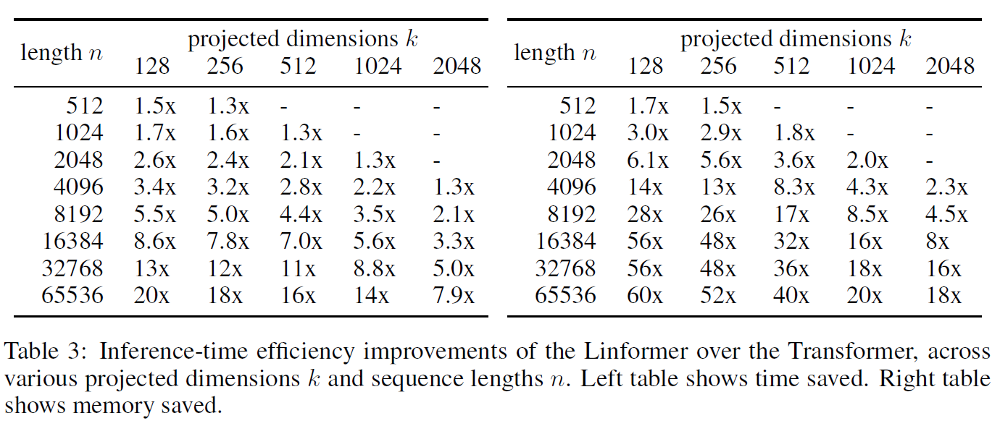 length n projected dimensions k
128 256 512 1024 2048
512 1.5x 1.3x - - -
1024 1.7x 1.6x 1.3x - -
2048 2.6x 2.4x 2.1x 1.3x -
4096 3.4x 3.2x 2.8x 2.2x 1.3x
8192 5.5x 5.0x 4.4x 3.5x 2.1x
16384 8.6x 7.8x 7.0x 5.6x 3.3x
32768 13x 12x 11x 8.8x 5.0x
65536 20x 18x 16x 14x 7.9x
length n projected dimensions k
128 256 512 1024 2048
512 1.7x 1.5x - - -
1024 3.0x 2.9x 1.8x - -
2048 6.1x 5.6x 3.6x 2.0x -
4096 14x 13x 8.3x 4.3x 2.3x
8192 28x 26x 17x 8.5x 4.5x
16384 56x 48x 32x 16x 8x
32768 56x 48x 36x 18x 16x
65536 60x 52x 40x 20x 18x
Table 3: Inference-time efficiency improvements of the Linformer over the Transformer, across
various projected dimensions k and sequence lengths n. Left table shows time saved. Right table
shows memory saved.